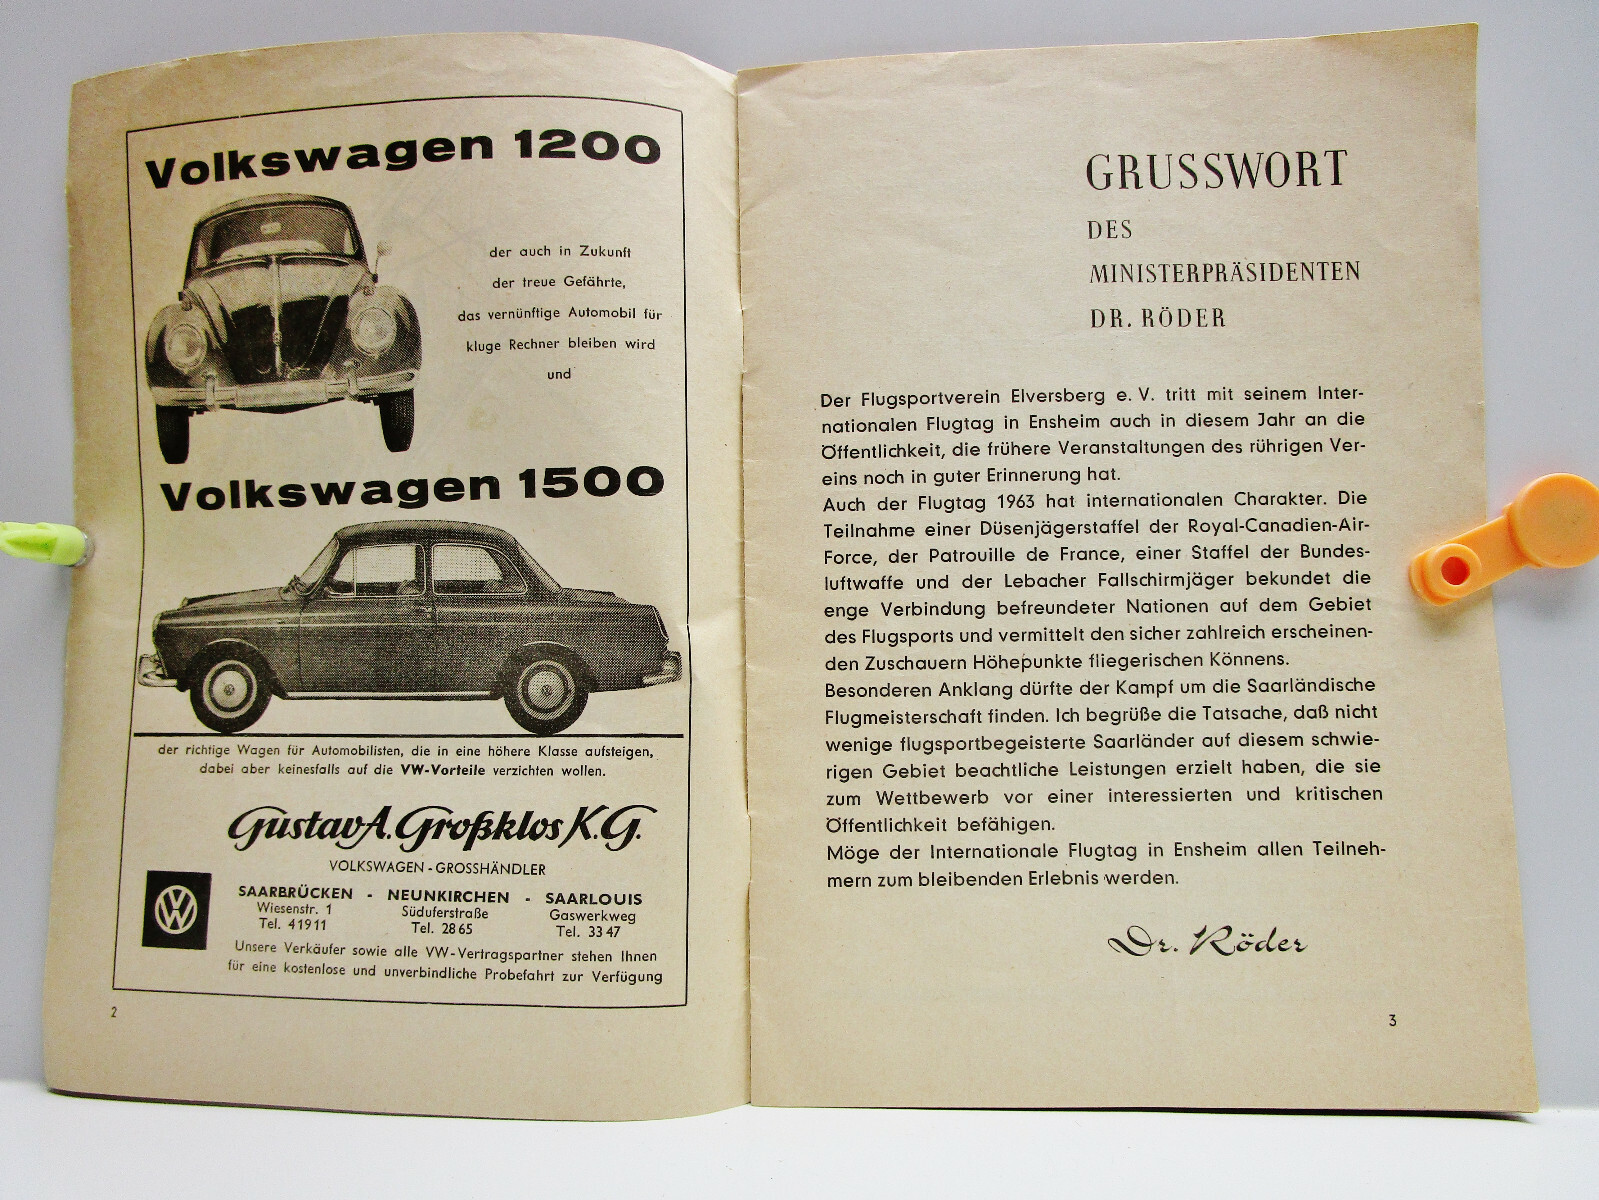 Volkswagen 1200
der auch in Zukunft
der treue Gefährte,
das vernünftige Automobil für
kluge Rechner bleiben wird
und
Volkswagen 1500
der richtige Wagen für Automobilisten, die in eine höhere Klasse aufsteigen,
dabei aber keinesfalls auf die VW-Vorteile verzichten wollen.
Gustav A. Großklos K.G.
VOLKSWAGEN - GROSSHÄNDLER
SAARBRÜCKEN - NEUNKIRCHEN - SAARLOUIS
Wiesenstr. 1 Süduferstraße Gaswerkweg
Tel. 4 19 11 Tel. 28 65 Tel. 33 47
Unsere Verkäufer sowie alle VW-Vertragspartner stehen Ihnen
für eine kostenlose und unverbindliche Probefahrt zur Verfügung
VW
2
GRUSSWORT
DES
MINISTERPRÄSIDENTEN
DR. RÖDER
Der Flugsportverein Elversberg e. V. tritt mit seinem Inter-
nationalen Flugtag in Ensheim auch in diesem Jahr an die
Öffentlichkeit, die frühere Veranstaltungen des rührigen Ver-
eins noch in guter Erinnerung hat.
Auch der Flugtag 1963 hat internationalen Charakter. Die
Teilnahme einer Düsenjägerstaffel der Royal-Canadien-Air-
Force, der Patrouille de France, einer Staffel der Bundes-
luftwaffe und der Lebacher Fallschirmjäger bekundet die
enge Verbindung befreundeter Nationen auf dem Gebiet
des Flugsports und vermittelt den sicher zahlreich erscheinen-
den Zuschauern Höhepunkte fliegerischen Könnens.
Besonderen Anklang dürfte der Kampf um die Saarländische
Flugmeisterschaft finden. Ich begrüße die Tatsache, daß nicht
wenige flugsportbegeisterte Saarländer auf diesem schwie-
rigen Gebiet beachtliche Leistungen erzielt haben, die sie
zum Wettbewerb vor einer interessierten und kritischen
Öffentlichkeit befähigen.
Möge der Internationale Flugtag in Ensheim allen Teilneh-
mern zum bleibenden Erlebnis werden.
Dr. Röder
3